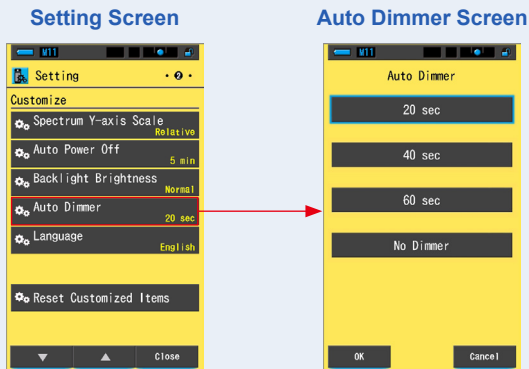 Setting Screen
M11
Setting
• 2 •
Customize
Spectrum Y-axis Scale
Relative
Auto Power Off
5 min
Backlight Brightness
Normal
Auto Dimmer
20 sec
Language
English
Reset Customized Items
▼ ▲ Close
Auto Dimmer Screen
M11
Auto Dimmer
20 sec
40 sec
60 sec
No Dimmer
OK Cancel